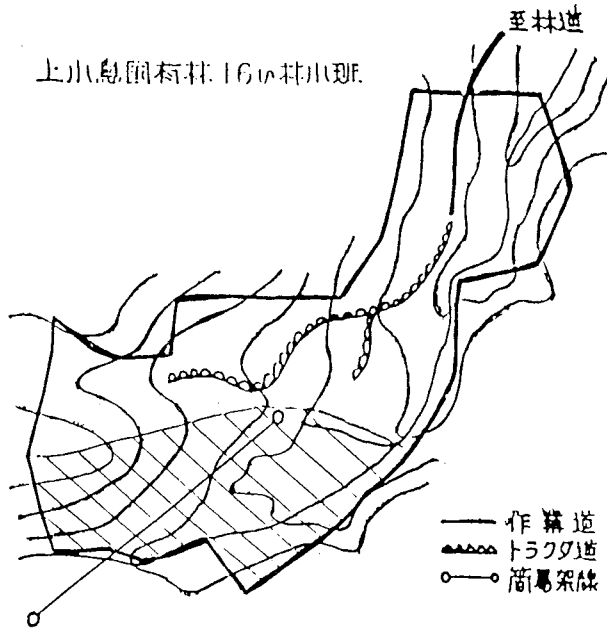 至林道
上小鳥国有林 16い林小班
作業道
トラクタ道
簡易架線